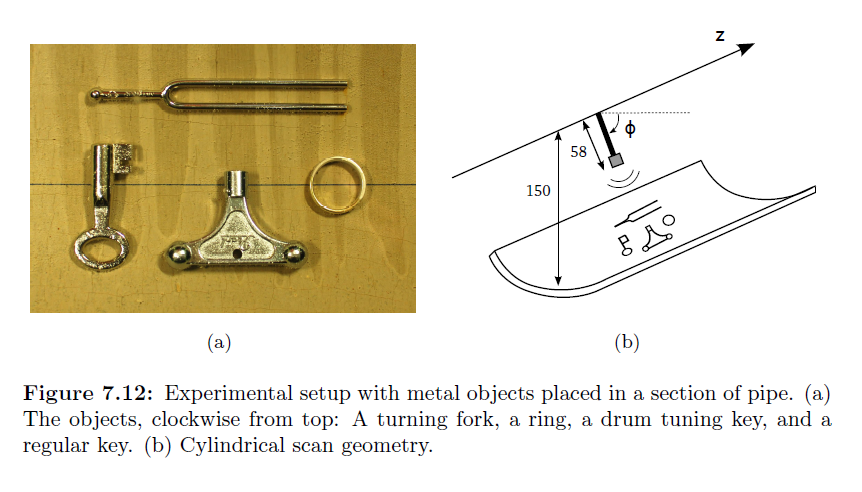 z
ϕ
58
150
(a)
(b)
Figure 7.12: Experimental setup with metal objects placed in a section of pipe. (a)
The objects, clockwise from top: A turning fork, a ring, a drum tuning key, and a
regular key. (b) Cylindrical scan geometry.